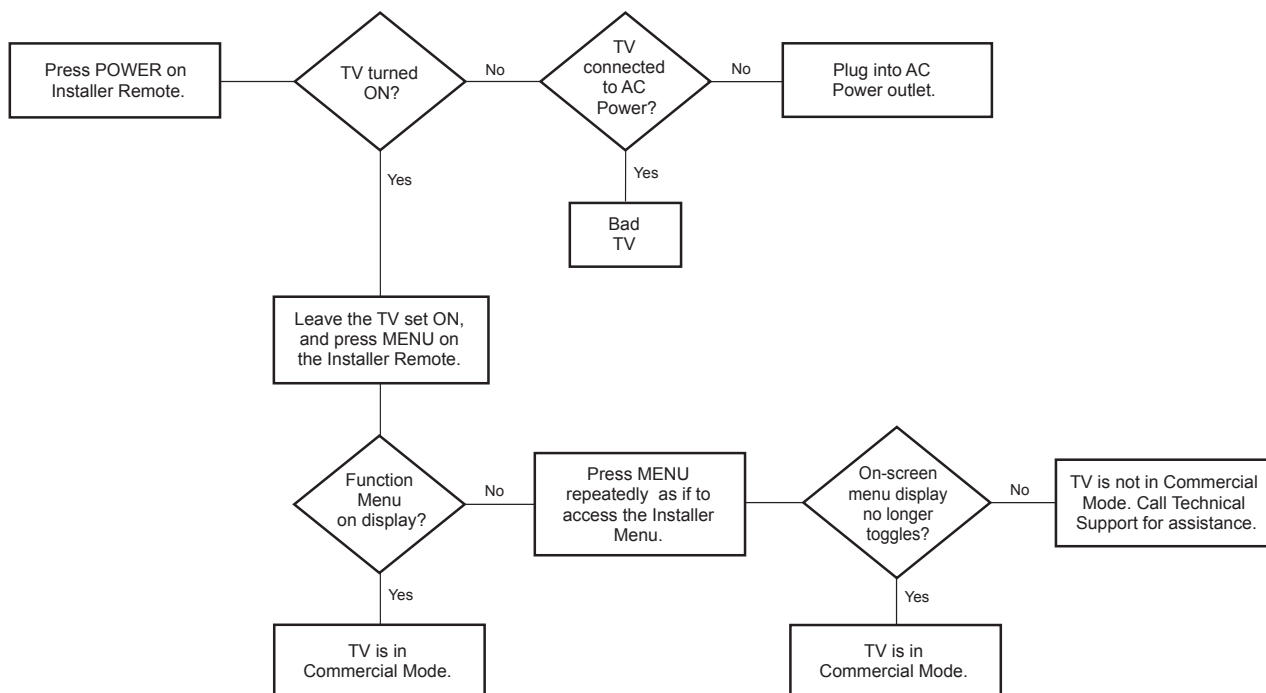 Press POWER on
Installer Remote.
TV turned
ON?
No
TV
connected
to AC
Power?
No
Plug into AC
Power outlet.
Yes
Yes
Bad
TV
Leave the TV set ON,
and press MENU on
the Installer Remote.
Function
Menu
on display?
No
Press MENU
repeatedly as if to
access the Installer
Menu.
On-screen
menu display
no longer
toggles?
No
TV is not in Commercial
Mode. Call Technical
Support for assistance.
Yes
Yes
TV is in
Commercial Mode.
TV is in
Commercial Mode.